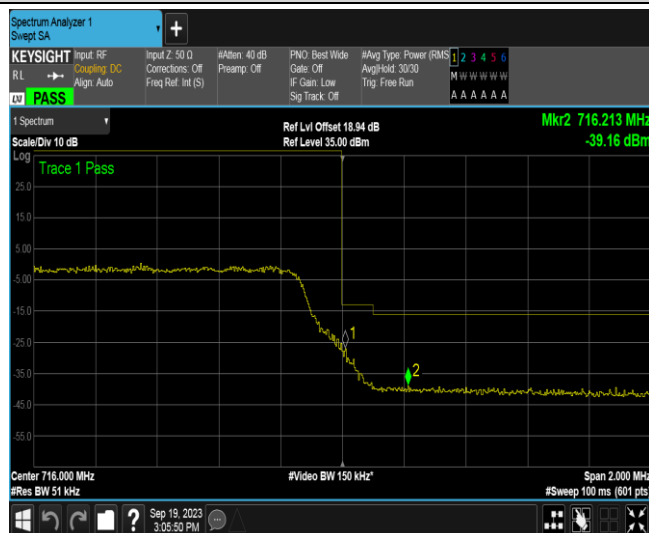 Spectrum Analyzer 1
Swept SA
+
KEYSIGHT
RL
LXI PASS
Input: RF
Coupling: DC
Align: Auto
Input Z: 50 Ω
Corrections: Off
Freq Ref: Int (S)
#Atten: 40 dB
Preamp: Off
PNO: Best Wide
Gate: Off
IF Gain: Low
Sig Track: Off
#Avg Type: Power (RMS
Avg|Hold: 30/30
Trig: Free Run
1 2 3 4 5 6
M W W W W W
A A A A A A
1 Spectrum
Scale/Div 10 dB
Ref Lvl Offset 18.94 dB
Ref Level 35.00 dBm
Mkr2 716.213 MHz
-39.16 dBm
Log
Trace 1 Pass
25.0
15.0
5.00
-5.00
-15.0
-25.0
-35.0
-45.0
-55.0
1
2
Center 716.000 MHz
#Res BW 51 kHz
#Video BW 150 kHz*
Span 2.000 MHz
#Sweep 100 ms (601 pts)
?
Sep 19, 2023
3:05:50 PM